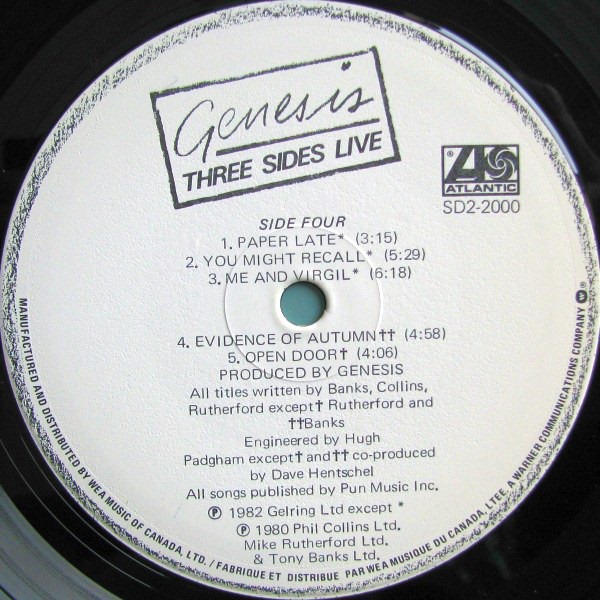 Genesis
THREE SIDES LIVE
ATLANTIC
SD2-2000
SIDE FOUR
1. PAPER LATE* (3:15)
2. YOU MIGHT RECALL* (5:29)
3. ME AND VIRGIL* (6:18)
4. EVIDENCE OF AUTUMN†† (4:58)
5. OPEN DOOR† (4:06)
PRODUCED BY GENESIS
All titles written by Banks, Collins,
Rutherford except† Rutherford and
††Banks
Engineered by Hugh
Padgham except† and†† co-produced
by Dave Hentschel
All songs published by Pun Music Inc.
℗ 1982 Gelring Ltd except *
℗ 1980 Phil Collins Ltd.
Mike Rutherford Ltd.
& Tony Banks Ltd.
MANUFACTURED AND DISTRIBUTED BY WEA MUSIC OF CANADA, LTD. / FABRIQUE ET DISTRIBUE PAR WEA MUSIQUE DU CANADA, LTEE. A WARNER COMMUNICATIONS COMPANY